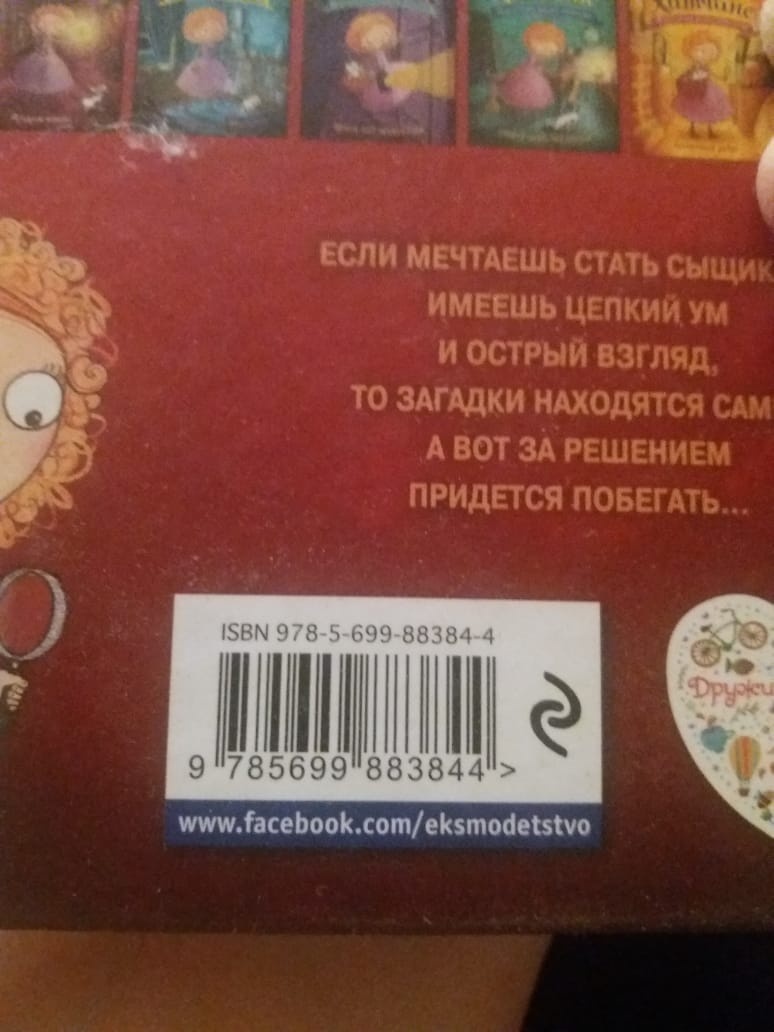 ЕСЛИ МЕЧТАЕШЬ СТАТЬ СЫЩИК
ИМЕЕШЬ ЦЕПКИЙ УМ
И ОСТРЫЙ ВЗГЛЯД,
ТО ЗАГАДКИ НАХОДЯТСЯ САМ
А ВОТ ЗА РЕШЕНИЕМ
ПРИДЕТСЯ ПОБЕГАТЬ...
ISBN 978-5-699-88384-4
9 785699 883844 >
www.facebook.com/eksmodetstvo
Дружи